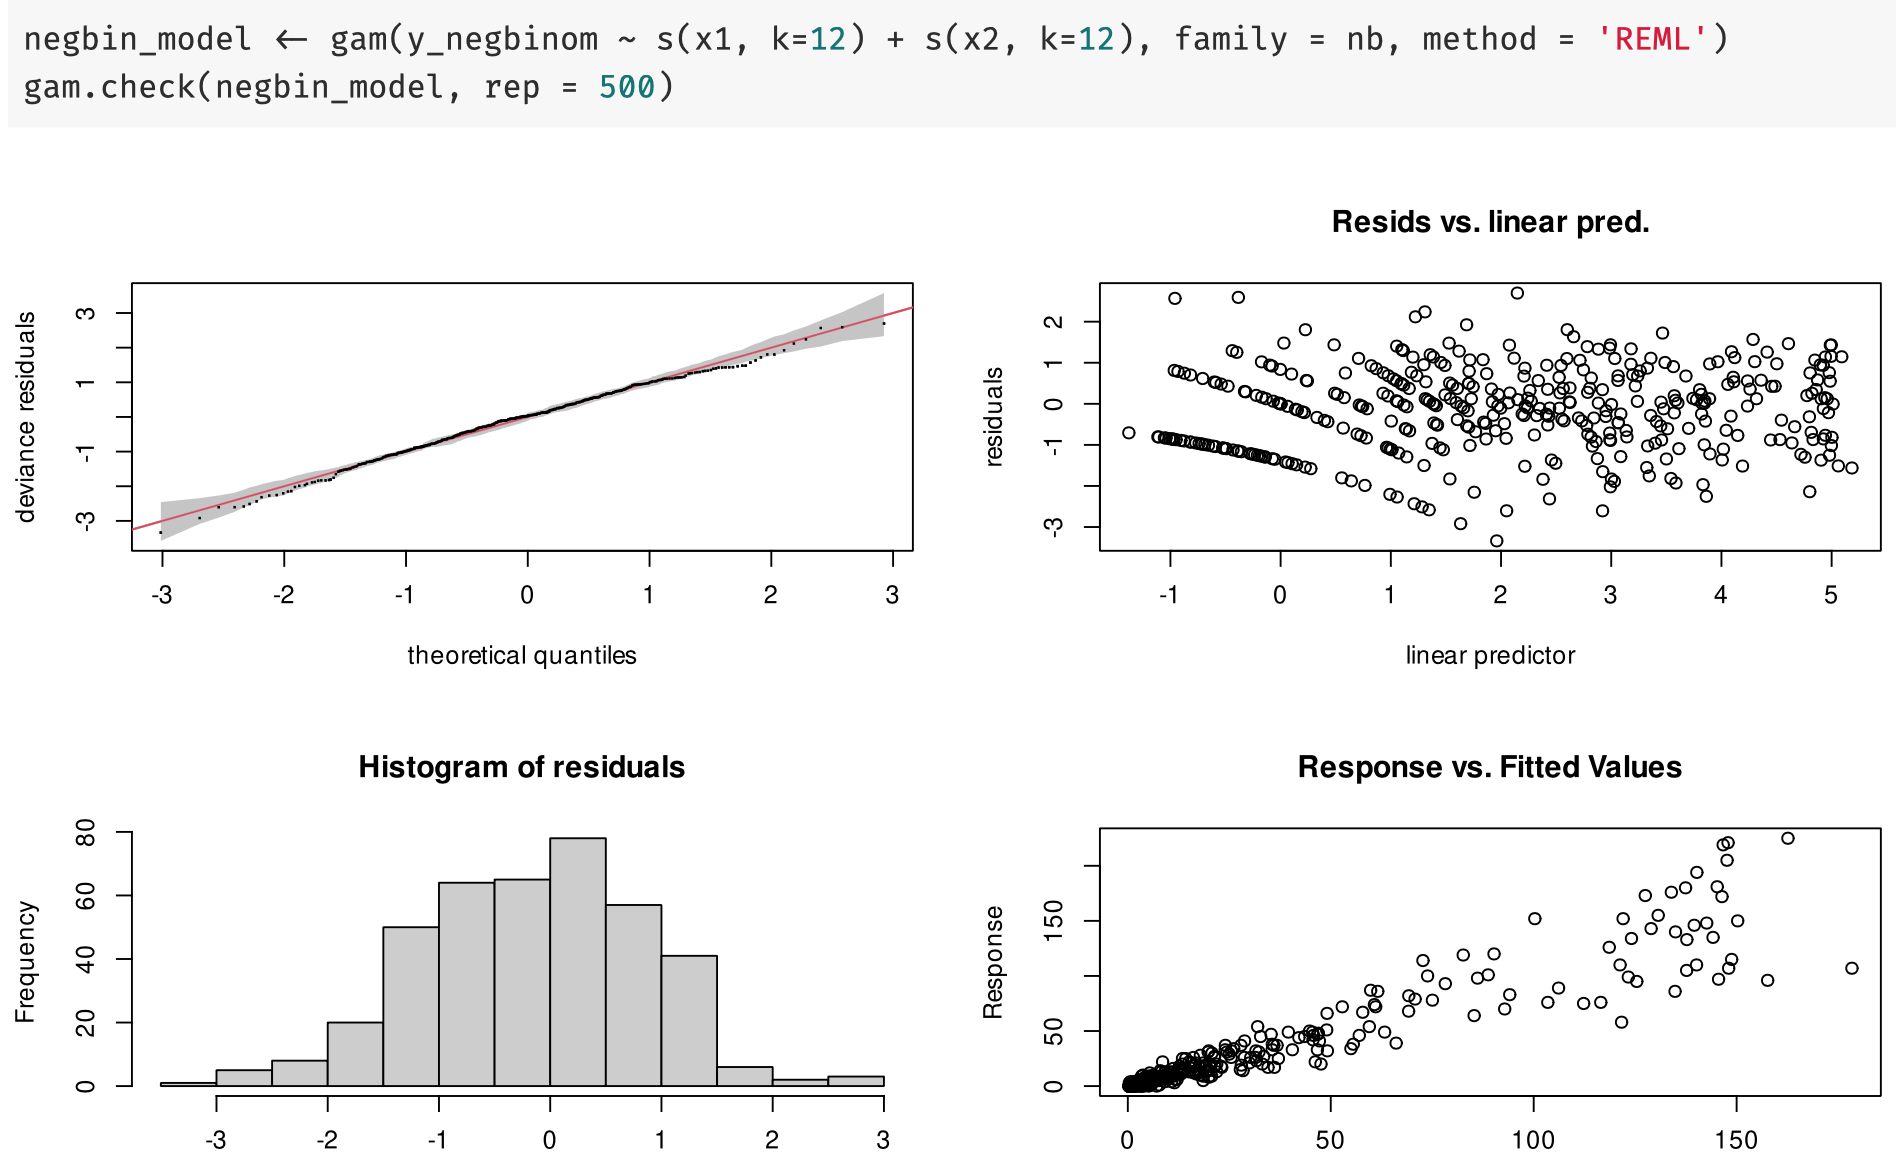 negbin_model ← gam(y_negbinom ~ s(x1, k=12) + s(x2, k=12), family = nb, method = 'REML')
gam.check(negbin_model, rep = 500)
deviance residuals
3
1
-1
-3
-3 -2 -1 0 1 2 3
theoretical quantiles
Resids vs. linear pred.
residuals
2
1
0
-1
-3
-1 0 1 2 3 4 5
linear predictor
Histogram of residuals
Frequency
80
60
40
20
0
-3 -2 -1 0 1 2 3
Response vs. Fitted Values
Response
150
50
0
0 50 100 150